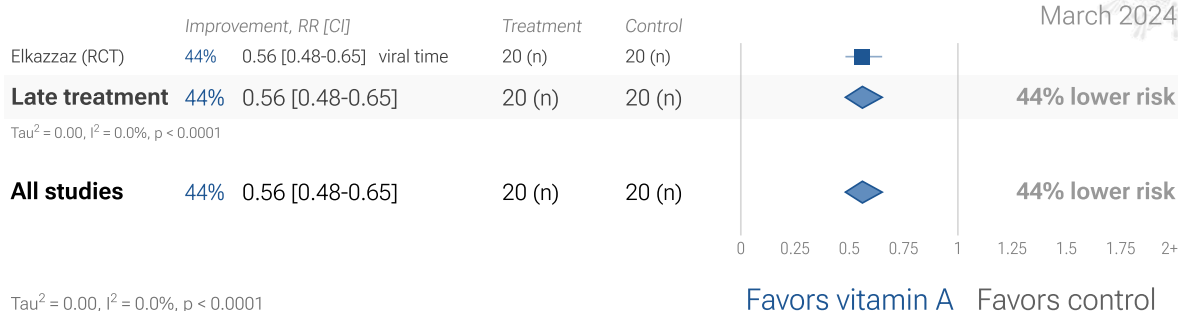 March 2024
Improvement, RR [CI] Treatment Control
Elkazzaz (RCT) 44% 0.56 [0.48-0.65] viral time 20 (n) 20 (n)
Late treatment 44% 0.56 [0.48-0.65] 20 (n) 20 (n) 44% lower risk
Tau² = 0.00, I² = 0.0%, p < 0.0001
All studies 44% 0.56 [0.48-0.65] 20 (n) 20 (n) 44% lower risk
0 0.25 0.5 0.75 1 1.25 1.5 1.75 2+
Tau² = 0.00, I² = 0.0%, p < 0.0001 Favors vitamin A Favors control